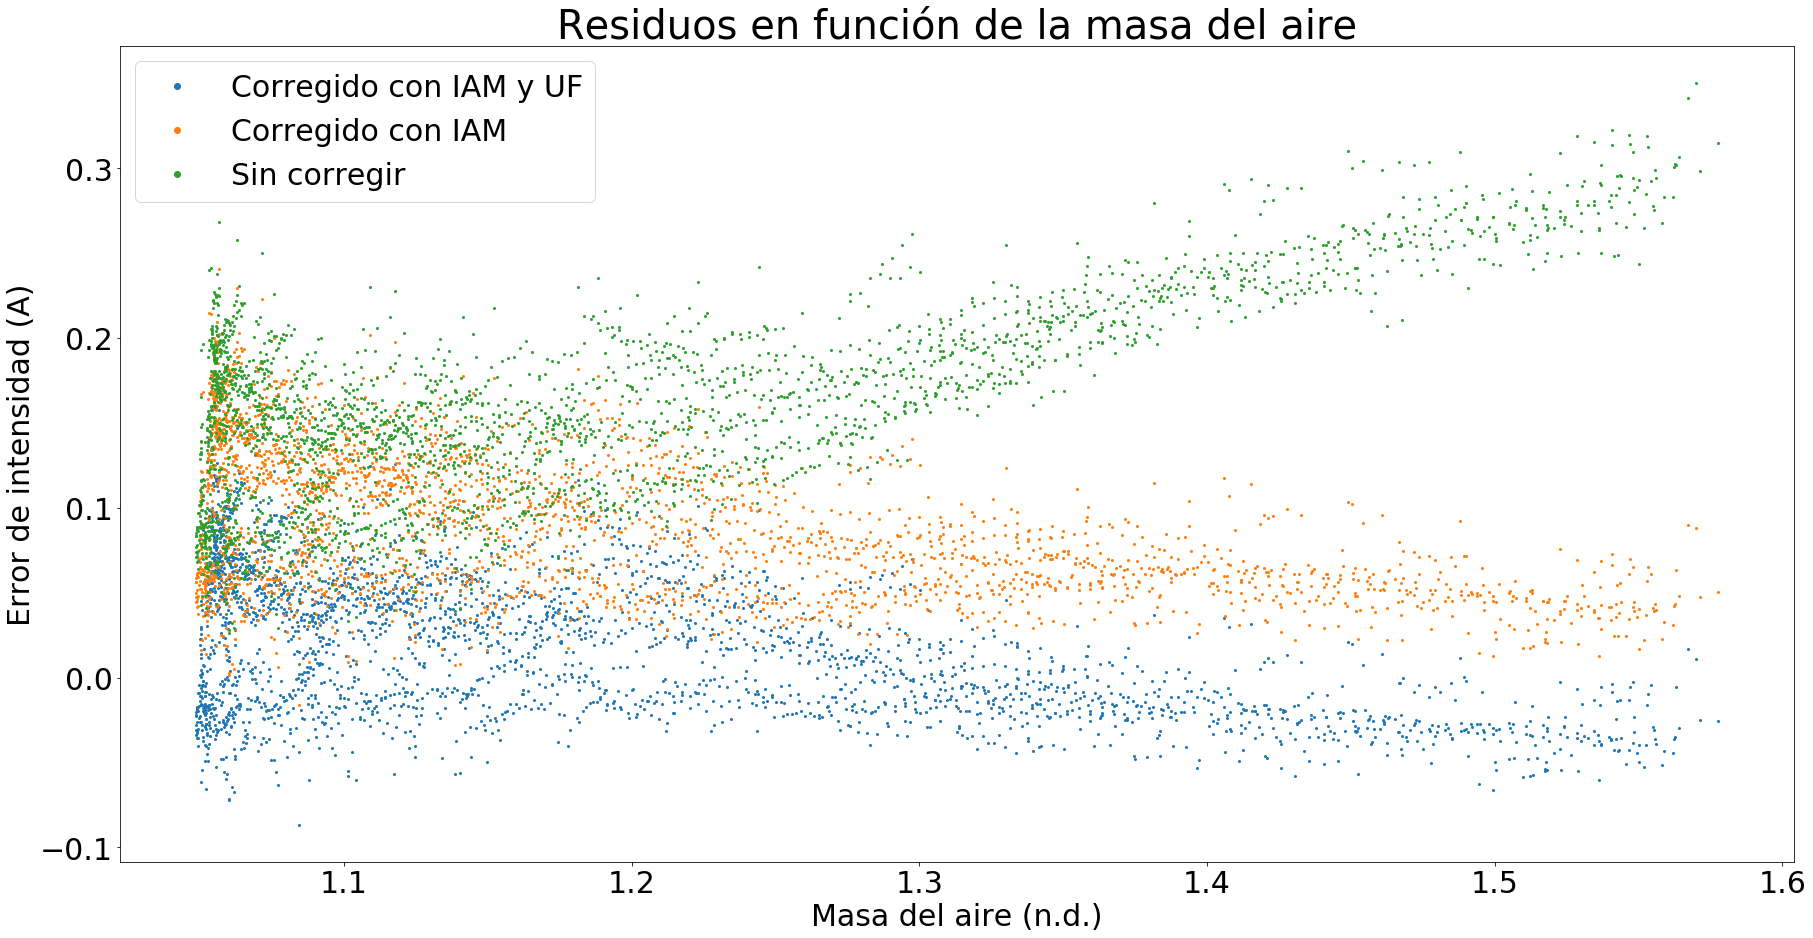 Residuos en función de la masa del aire
Corregido con IAM y UF
Corregido con IAM
Sin corregir
Error de intensidad (A)
0.3
0.2
0.1
0.0
−0.1
1.1 1.2 1.3 1.4 1.5 1.6
Masa del aire (n.d.)